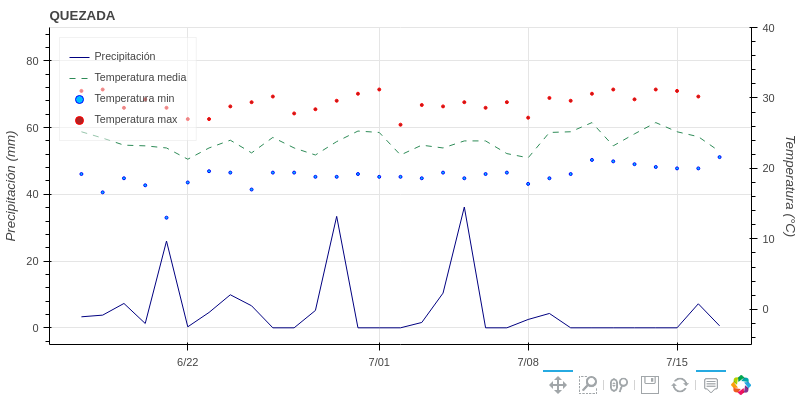 QUEZADA
Precipitación
Temperatura media
Temperatura min
Temperatura max
Precipitación (mm)
80
60
40
20
0
40
30
20
10
0
Temperatura (°C)
6/22
7/01
7/08
7/15